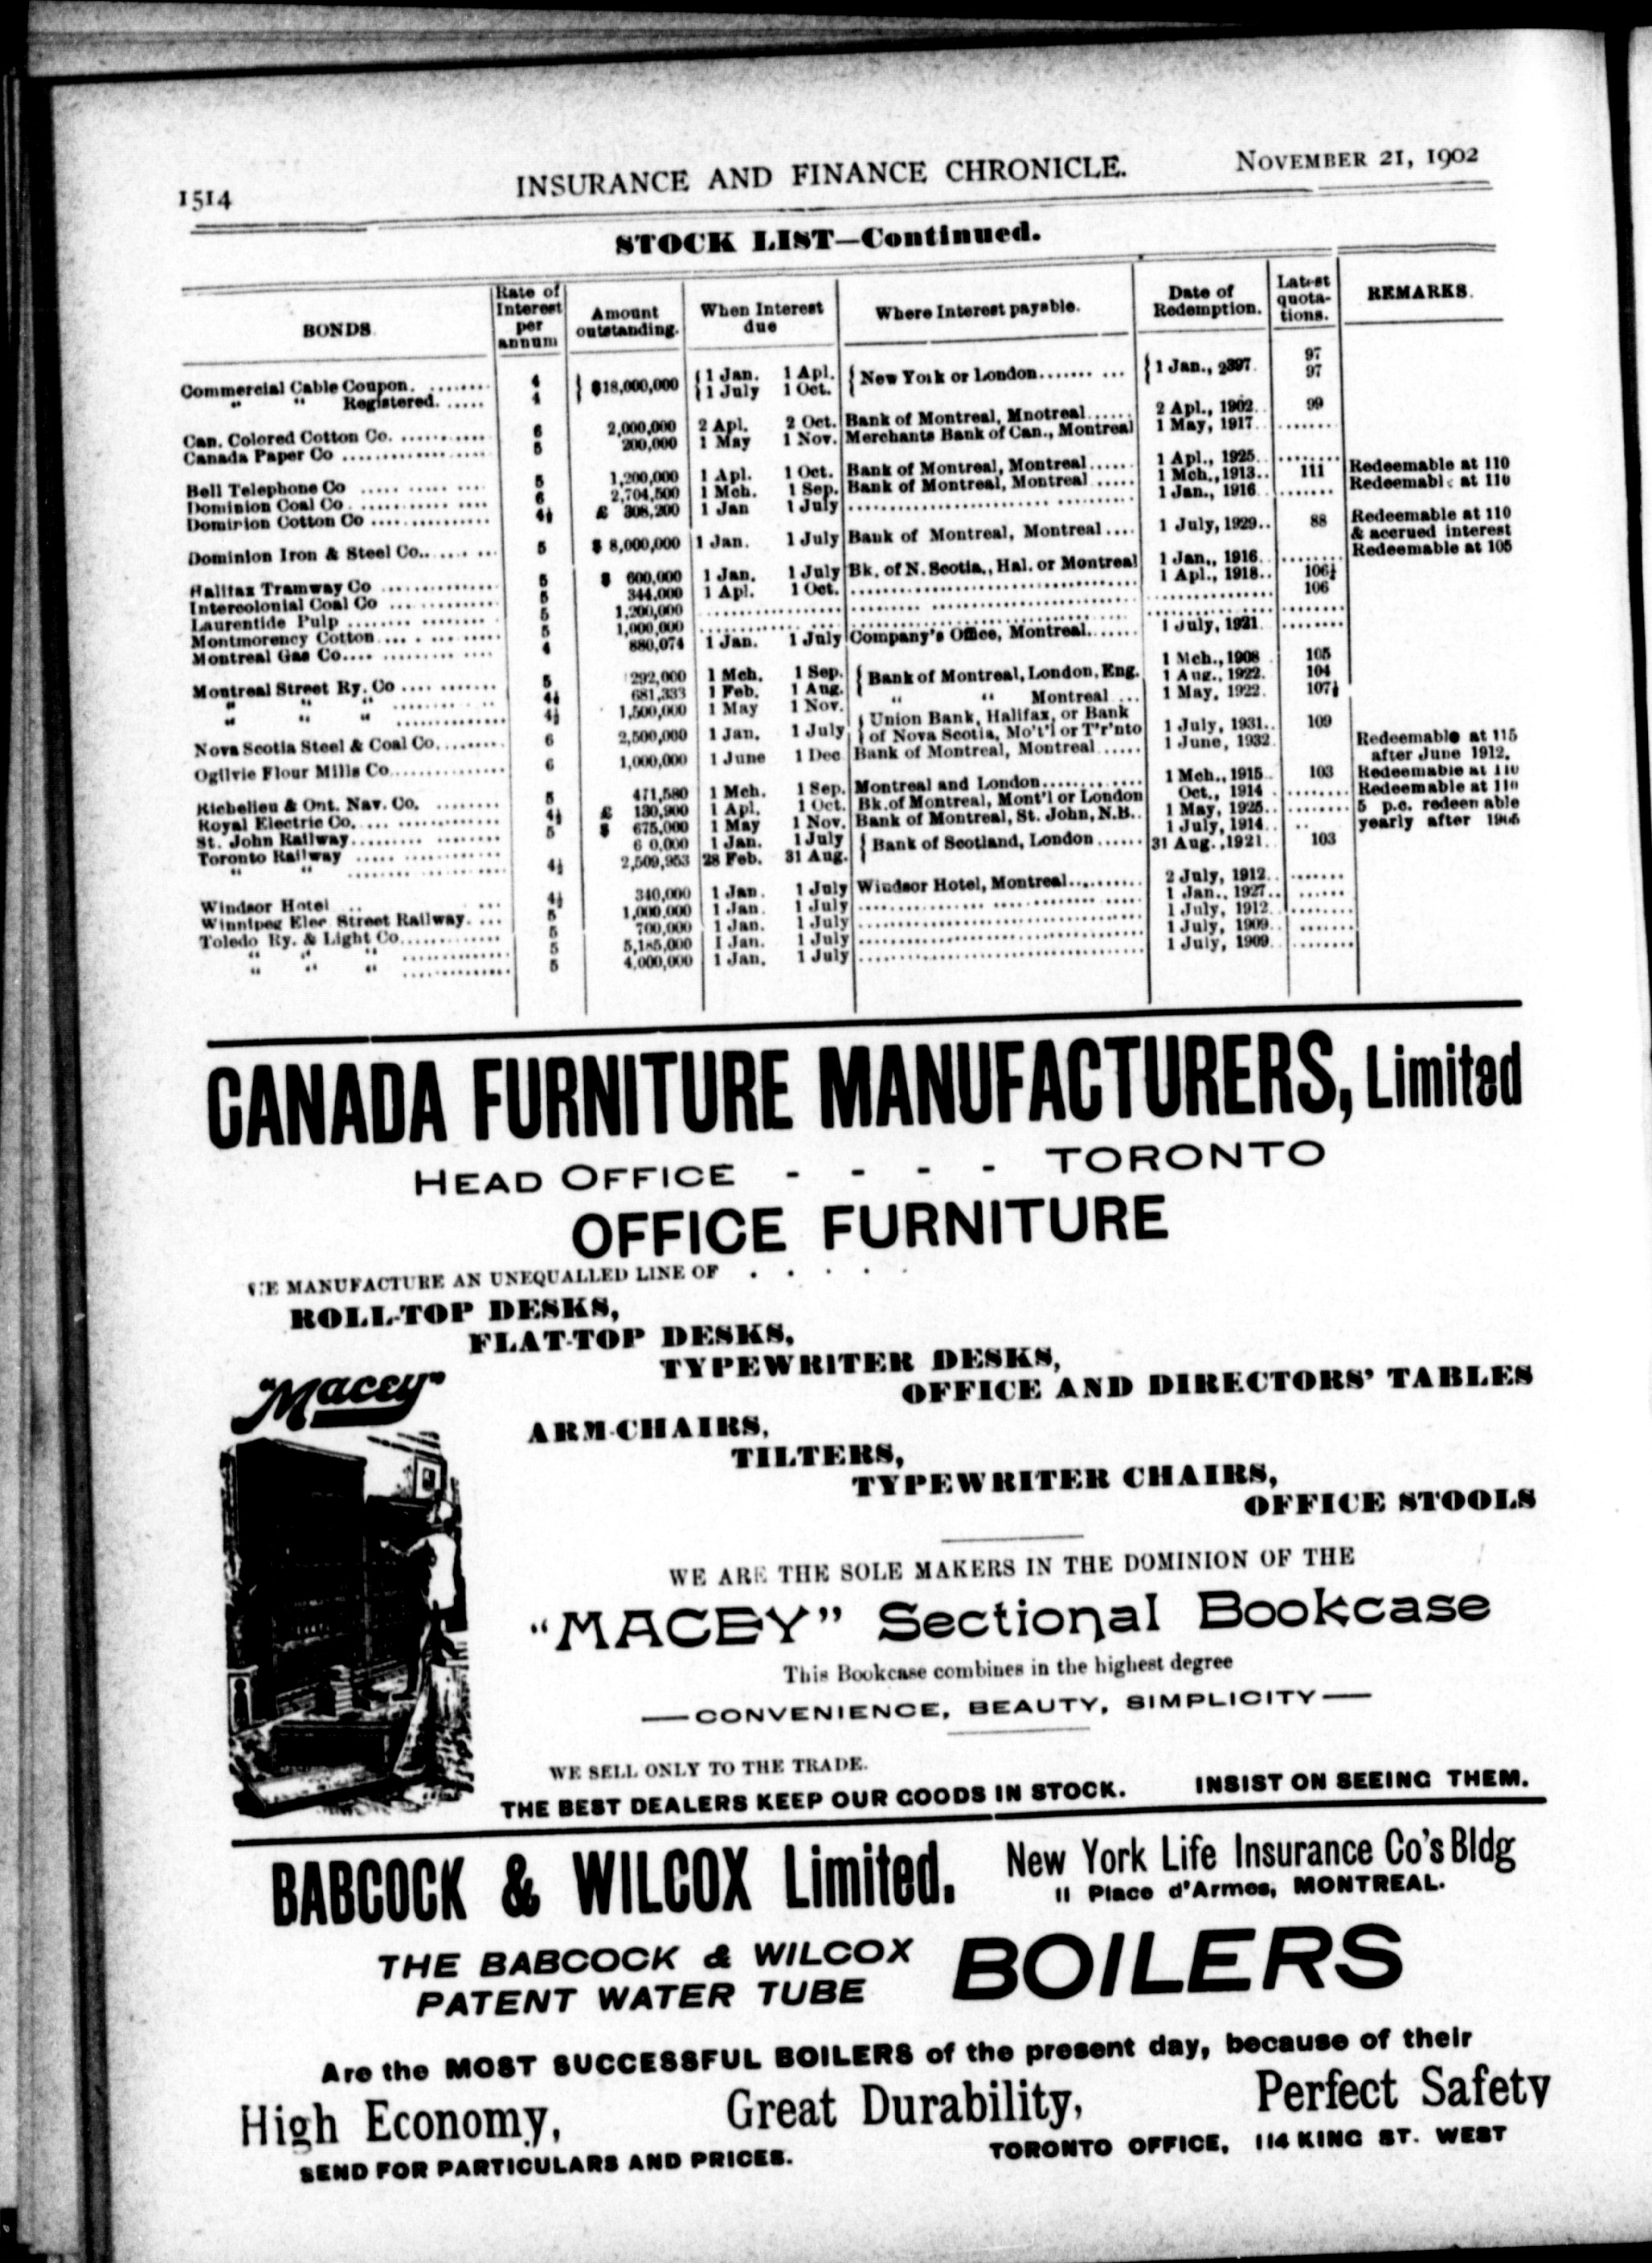 1514 INSURANCE AND FINANCE CHRONICLE. NOVEMBER 21, 1902
STOCK LIST—Continued.
BONDS Rate of Interest per annum Amount outstanding. When Interest due Where Interest payable. Date of Redemption. Latest quotations. REMARKS.
Commercial Cable Coupon. 4 } $18,000,000 { 1 Jan. 1 Apl. { New York or London { 1 Jan., 2397. 97
" " Registered. 4 { 1 July 1 Oct. 97
Can. Colored Cotton Co. 6 2,000,000 2 Apl. 2 Oct. Bank of Montreal, Mnotreal 2 Apl., 1902. 99
Canada Paper Co 5 200,000 1 May 1 Nov. Merchants Bank of Can., Montreal 1 May, 1917
Bell Telephone Co 5 1,200,000 1 Apl. 1 Oct. Bank of Montreal, Montreal 1 Apl., 1925 Redeemable at 110
Dominion Coal Co 6 2,704,500 1 Mch. 1 Sep. Bank of Montreal, Montreal 1 Mch., 1913 111 Redeemable at 110
Dominion Cotton Co 4½ £ 308,200 1 Jan 1 July 1 Jan., 1916
Dominion Iron & Steel Co. 5 $ 8,000,000 1 Jan. 1 July Bank of Montreal, Montreal 1 July, 1929 88 Redeemable at 110
& accrued interest
Halifax Tramway Co 5 $ 600,000 1 Jan. 1 July Bk. of N. Scotia., Hal. or Montreal 1 Jan., 1916 106½ Redeemable at 105
Intercolonial Coal Co 5 344,000 1 Apl. 1 Oct. 1 Apl., 1918 106
Laurentide Pulp 5 1,200,000
Montmorency Cotton 5 1,000,000
Montreal Gas Co 4 880,074 1 Jan. 1 July Company's Office, Montreal 1 July, 1921
Montreal Street Ry. Co 5 292,000 1 Mch. 1 Sep. { Bank of Montreal, London, Eng. 1 Mch., 1908 105
" " " 4½ 681,333 1 Feb. 1 Aug. " " Montreal 1 Aug., 1922 104
" " " 4½ 1,500,000 1 May 1 Nov. 1 May, 1922 107½
Nova Scotia Steel & Coal Co. 6 2,500,000 1 Jan. 1 July { Union Bank, Halifax, or Bank
of Nova Scotia, Mo't'l or T'r'nto 1 July, 1931 109
Ogilvie Flour Mills Co 6 1,000,000 1 June 1 Dec Bank of Montreal, Montreal 1 June, 1932 Redeemable at 115
after June 1912.
Richelieu & Ont. Nav. Co. 5 471,580 1 Mch. 1 Sep. Montreal and London 1 Mch., 1915 103 Redeemable at 110
Royal Electric Co. 4½ £ 130,900 1 Apl. 1 Oct. Bk. of Montreal, Mont'l or London Oct., 1914 Redeemable at 110
St. John Railway 5 $ 675,000 1 May 1 Nov. Bank of Montreal, St. John, N.B. 1 May, 1925 5 p.c. redeen able
Toronto Railway 6 0,000 1 Jan. 1 July { Bank of Scotland, London 1 July, 1914 yearly after
" " 4½ 2,509,953 28 Feb. 31 Aug. 31 Aug., 1921 103
Windsor Hotel 4½ 340,000 1 Jan. 1 July Windsor Hotel, Montreal 2 July, 1912
Winnipeg Elec Street Railway. 5 1,000,000 1 Jan. 1 July 1 Jan., 1927
Toledo Ry. & Light Co. 5 700,000 1 Jan. 1 July 1 July, 1912
" " " 5 5,185,000 1 Jan. 1 July 1 July, 1909
" " " 5 4,000,000 1 Jan. 1 July 1 July, 1909
CANADA FURNITURE MANUFACTURERS, Limited
HEAD OFFICE - - - - TORONTO
OFFICE FURNITURE
WE MANUFACTURE AN UNEQUALLED LINE OF . . . . .
ROLL-TOP DESKS,
FLAT-TOP DESKS,
TYPEWRITER DESKS,
OFFICE AND DIRECTORS' TABLES
"Macey"
ARM-CHAIRS,
TILTERS,
TYPEWRITER CHAIRS,
OFFICE STOOLS
WE ARE THE SOLE MAKERS IN THE DOMINION OF THE
"MACEY" Sectional Bookcase
This Bookcase combines in the highest degree
—CONVENIENCE, BEAUTY, SIMPLICITY—
WE SELL ONLY TO THE TRADE.
THE BEST DEALERS KEEP OUR GOODS IN STOCK. INSIST ON SEEING THEM.
BABCOCK & WILCOX Limited. New York Life Insurance Co's Bldg
11 Place d'Armes, MONTREAL.
THE BABCOCK & WILCOX
PATENT WATER TUBE BOILERS
Are the MOST SUCCESSFUL BOILERS of the present day, because of their
High Economy, Great Durability, Perfect Safety
SEND FOR PARTICULARS AND PRICES. TORONTO OFFICE, 114 KING ST. WEST